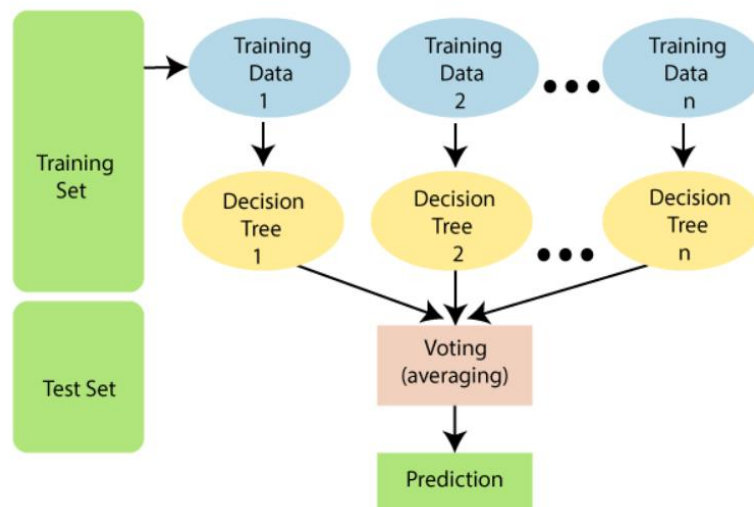 Training
Set
Test Set
Training
Data
1
Training
Data
2
Training
Data
n
Decision
Tree
1
Decision
Tree
2
Decision
Tree
n
Voting
(averaging)
Prediction